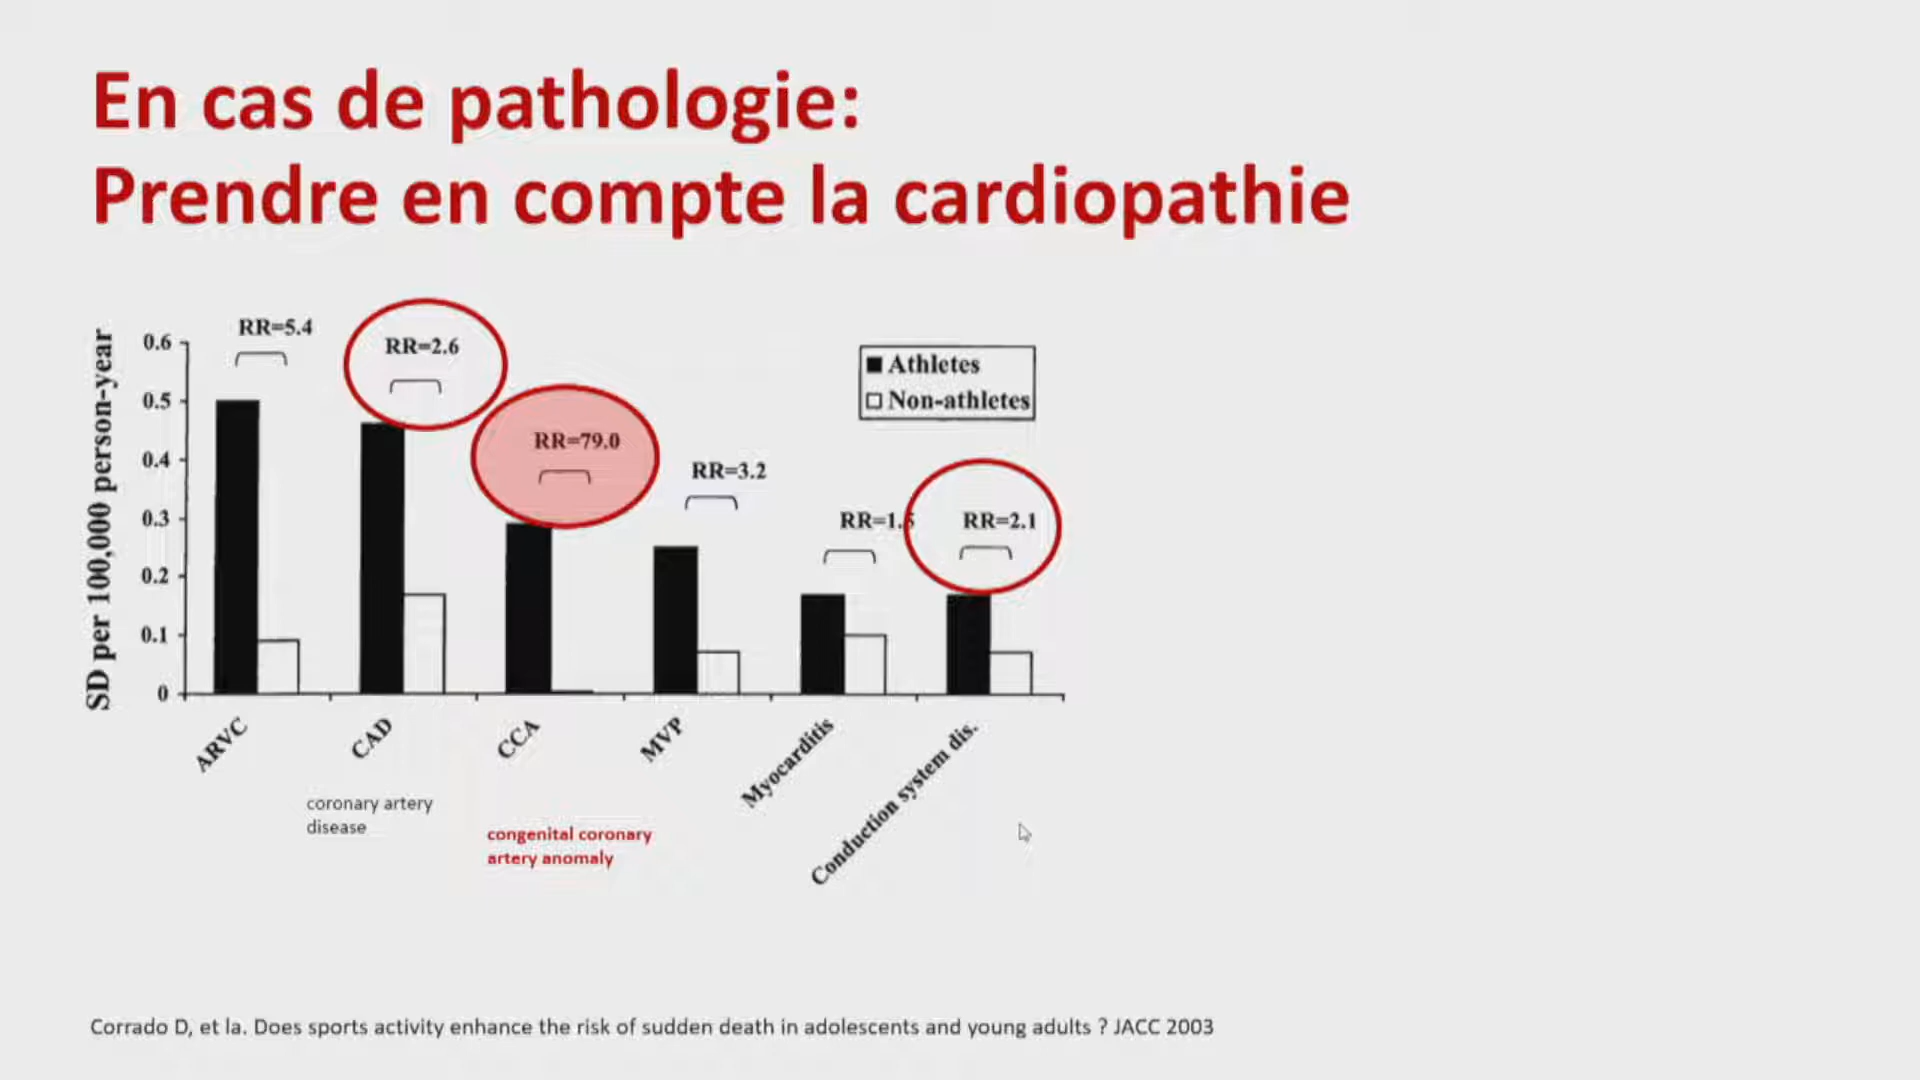 En cas de pathologie:
Prendre en compte la cardiopathie
SD per 100,000 person-year
0.6
0.5
0.4
0.3
0.2
0.1
0
RR=5.4
RR=2.6
RR=79.0
RR=3.2
RR=1.5
RR=2.1
Athletes
Non-athletes
ARVC
CAD
CCA
MVP
Myocarditis
Conduction system dis.
coronary artery
disease
congenital coronary
artery anomaly
Corrado D, et la. Does sports activity enhance the risk of sudden death in adolescents and young adults ? JACC 2003